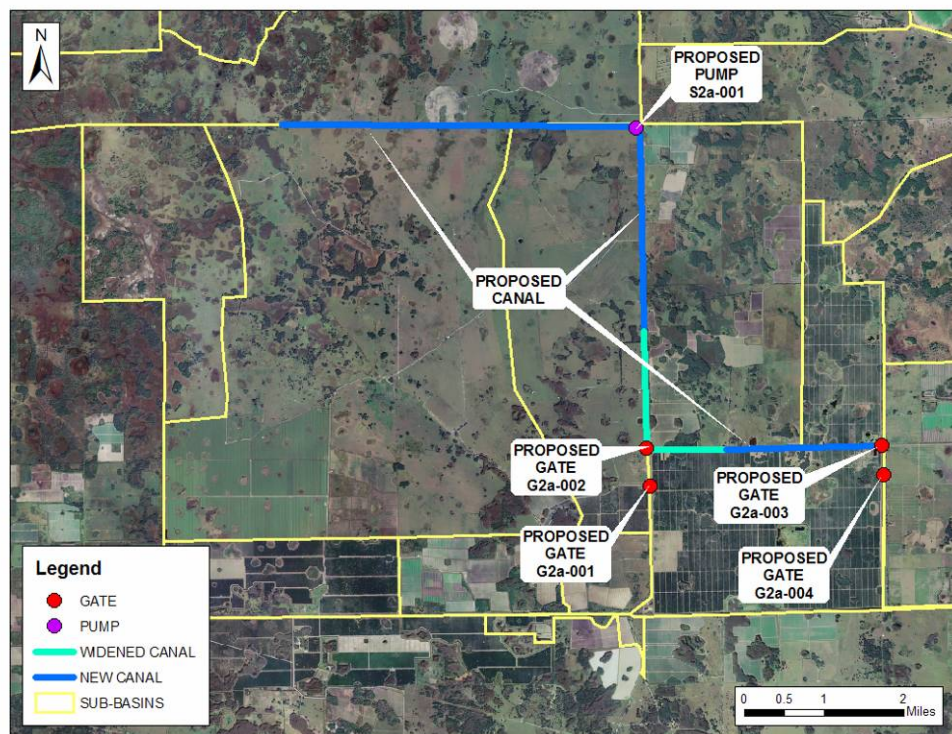 N
PROPOSED
PUMP
S2a-001
PROPOSED
CANAL
PROPOSED
GATE
G2a-002
PROPOSED
GATE
G2a-003
PROPOSED
GATE
G2a-001
PROPOSED
GATE
G2a-004
Legend
GATE
PUMP
WIDENED CANAL
NEW CANAL
SUB-BASINS
0 0.5 1 2
Miles